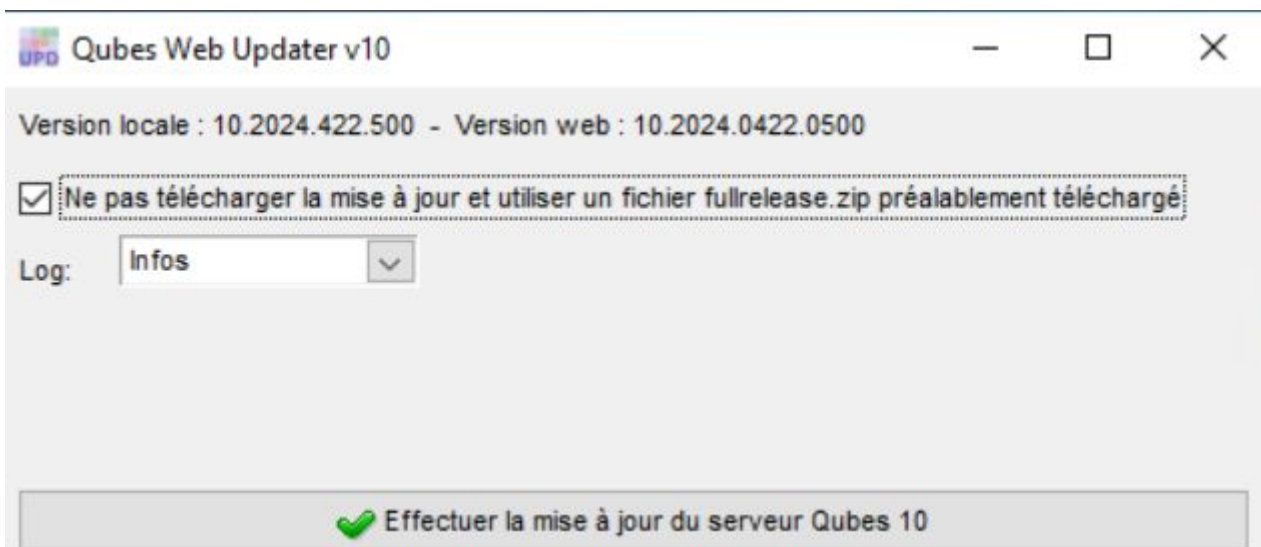 UPD Qubes Web Updater v10
Version locale : 10.2024.422.500 - Version web : 10.2024.0422.0500
Ne pas télécharger la mise à jour et utiliser un fichier fullrelease.zip préalablement téléchargé
Log: Infos
Effectuer la mise à jour du serveur Qubes 10